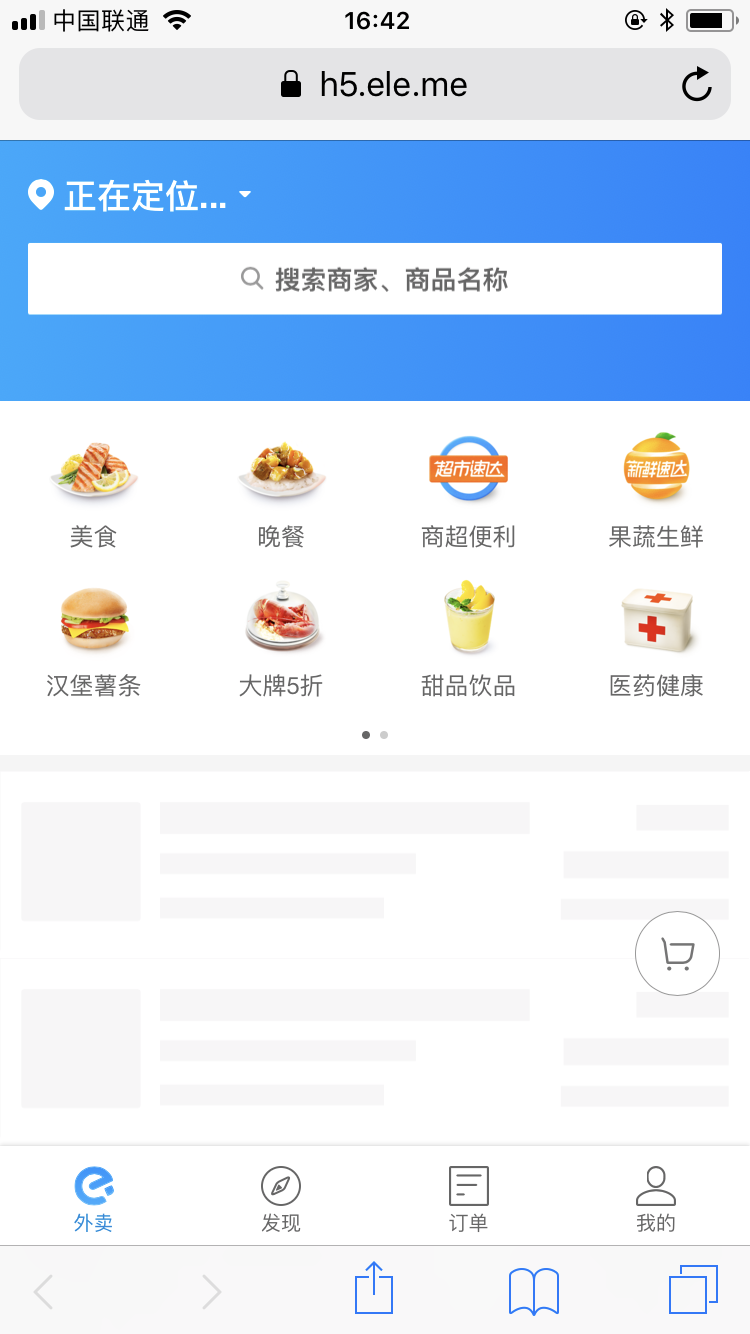 中国联通 16:42
h5.ele.me
正在定位...
搜索商家、商品名称
超市速达 新鲜速达
美食 晚餐 商超便利 果蔬生鲜
汉堡薯条 大牌5折 甜品饮品 医药健康
外卖 发现 订单 我的